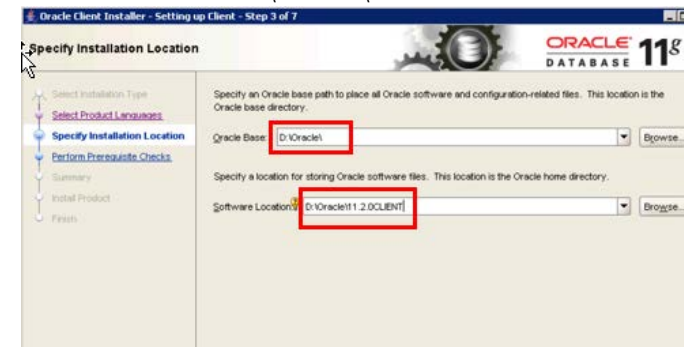 Oracle Client Installer - Setting up Client - Step 3 of 7
Specify Installation Location
ORACLE
DATABASE
11g
Select Installation Type
Select Product Languages
Specify Installation Location
Perform Prerequisite Checks
Summary
Install Product
Finish
Specify an Oracle base path to place all Oracle software and configuration-related files. This location is the
Oracle base directory.
Oracle Base: D:\Oracle\ Browse...
Specify a location for storing Oracle software files. This location is the Oracle home directory.
Software Location: D:\Oracle\11.2.0CLIENT Browse...